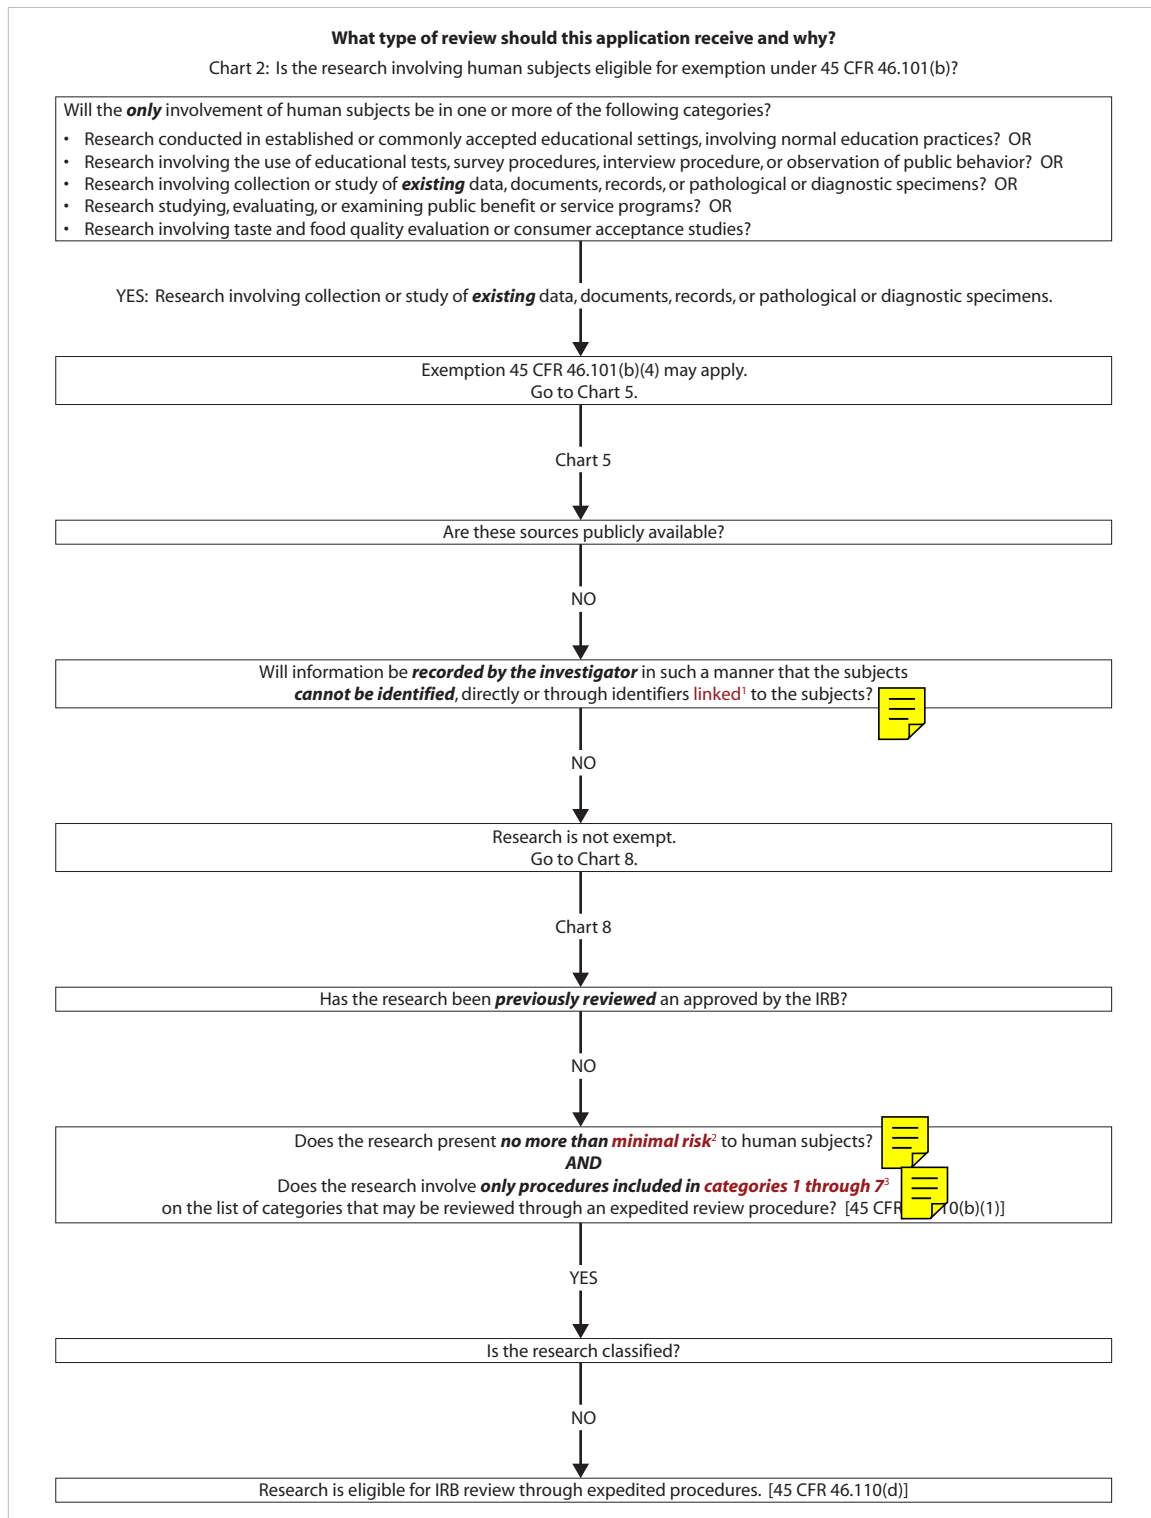 What type of review should this application receive and why?
Chart 2: Is the research involving human subjects eligible for exemption under 45 CFR 46.101(b)?
Will the only involvement of human subjects be in one or more of the following categories?
• Research conducted in established or commonly accepted educational settings, involving normal education practices? OR
• Research involving the use of educational tests, survey procedures, interview procedure, or observation of public behavior? OR
• Research involving collection or study of existing data, documents, records, or pathological or diagnostic specimens? OR
• Research studying, evaluating, or examining public benefit or service programs? OR
• Research involving taste and food quality evaluation or consumer acceptance studies?
YES: Research involving collection or study of existing data, documents, records, or pathological or diagnostic specimens.
Exemption 45 CFR 46.101(b)(4) may apply.
Go to Chart 5.
Chart 5
Are these sources publicly available?
NO
Will information be recorded by the investigator in such a manner that the subjects
cannot be identified, directly or through identifiers linked¹ to the subjects?
NO
Research is not exempt.
Go to Chart 8.
Chart 8
Has the research been previously reviewed an approved by the IRB?
NO
Does the research present no more than minimal risk² to human subjects?
AND
Does the research involve only procedures included in categories 1 through 7³
on the list of categories that may be reviewed through an expedited review procedure? [45 CFR 10(b)(1)]
YES
Is the research classified?
NO
Research is eligible for IRB review through expedited procedures. [45 CFR 46.110(d)]